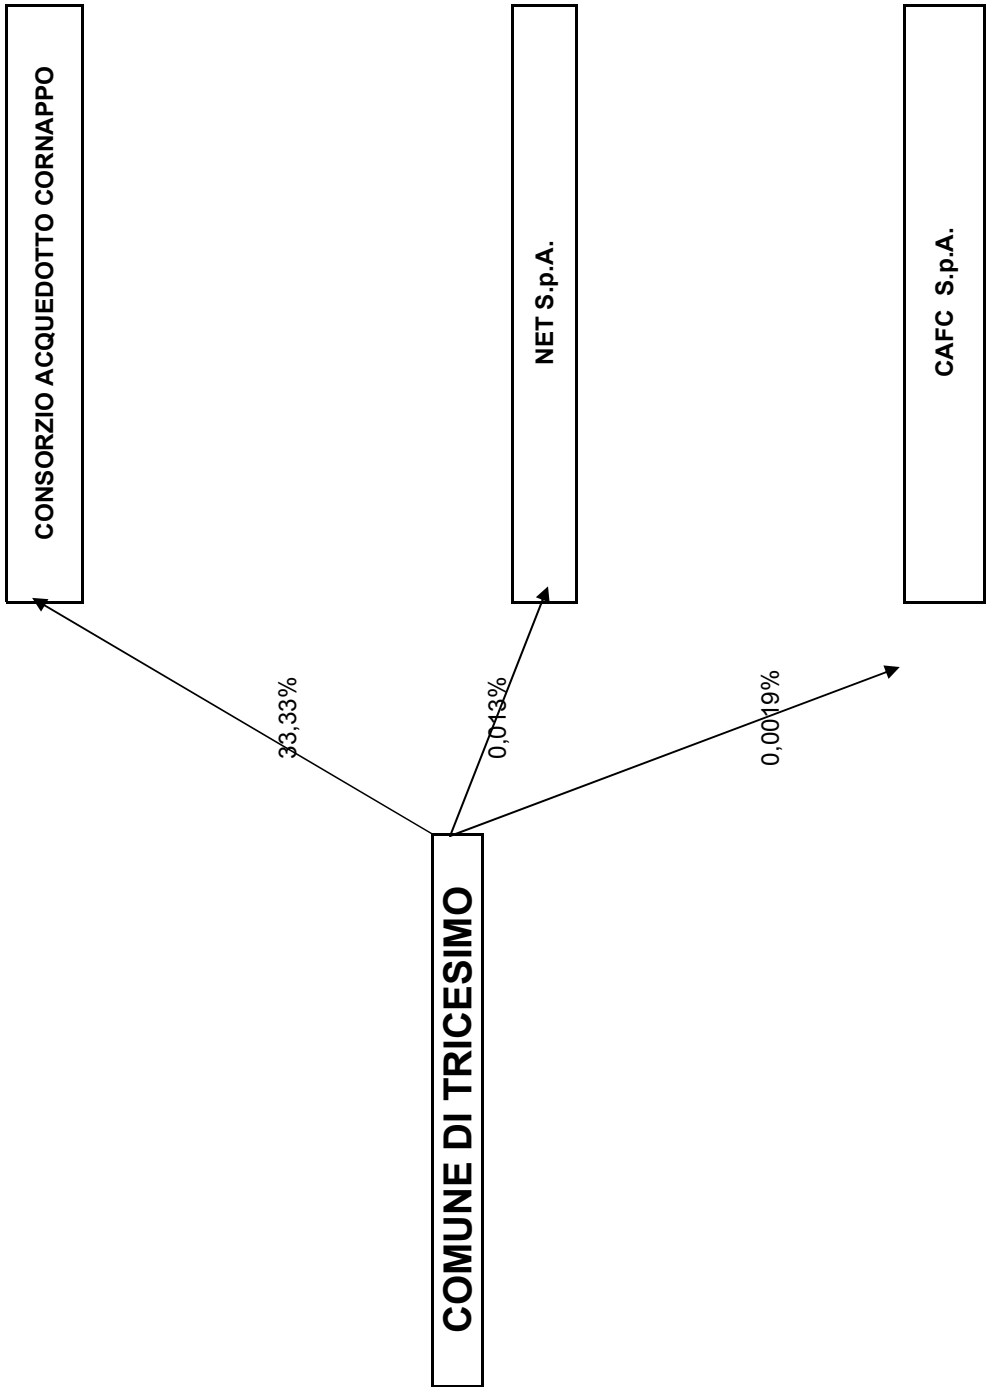 CONSORZIO ACQUEDOTTO CORNAPPO
NET S.p.A.
CAFC S.p.A.
33,33%
0,013%
0,0019%
COMUNE DI TRICESIMO